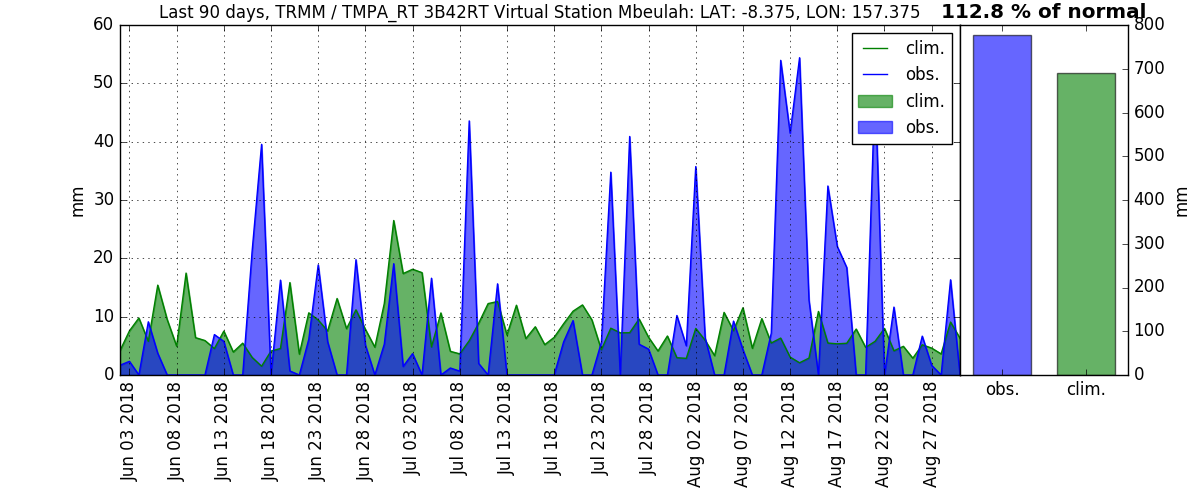 Last 90 days, TRMM / TMPA_RT 3B42RT Virtual Station Mbeulah: LAT: -8.375, LON: 157.375
112.8 % of normal
60
50
40
30
20
10
0
mm
clim.
obs.
clim.
obs.
800
700
600
500
400
300
200
100
0
mm
Jun 03 2018
Jun 08 2018
Jun 13 2018
Jun 18 2018
Jun 23 2018
Jun 28 2018
Jul 03 2018
Jul 08 2018
Jul 13 2018
Jul 18 2018
Jul 23 2018
Jul 28 2018
Aug 02 2018
Aug 07 2018
Aug 12 2018
Aug 17 2018
Aug 22 2018
Aug 27 2018
obs.
clim.